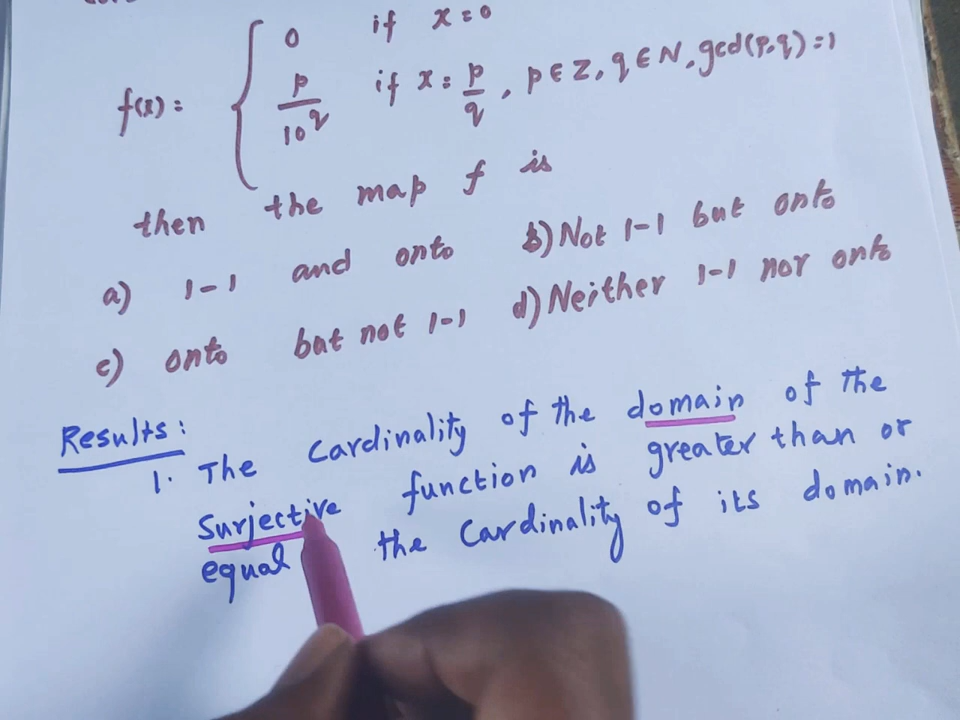 0 if x=0
f(x) = p/10^q if x = p/q, p∈Z, q∈N, gcd(p,q)=1
then the map f is
a) 1-1 and onto b) Not 1-1 but onto
c) onto but not 1-1 d) Neither 1-1 nor onto
Results:
1. The Cardinality of the domain of the
Surjective function is greater than or
equal the Cardinality of its domain.